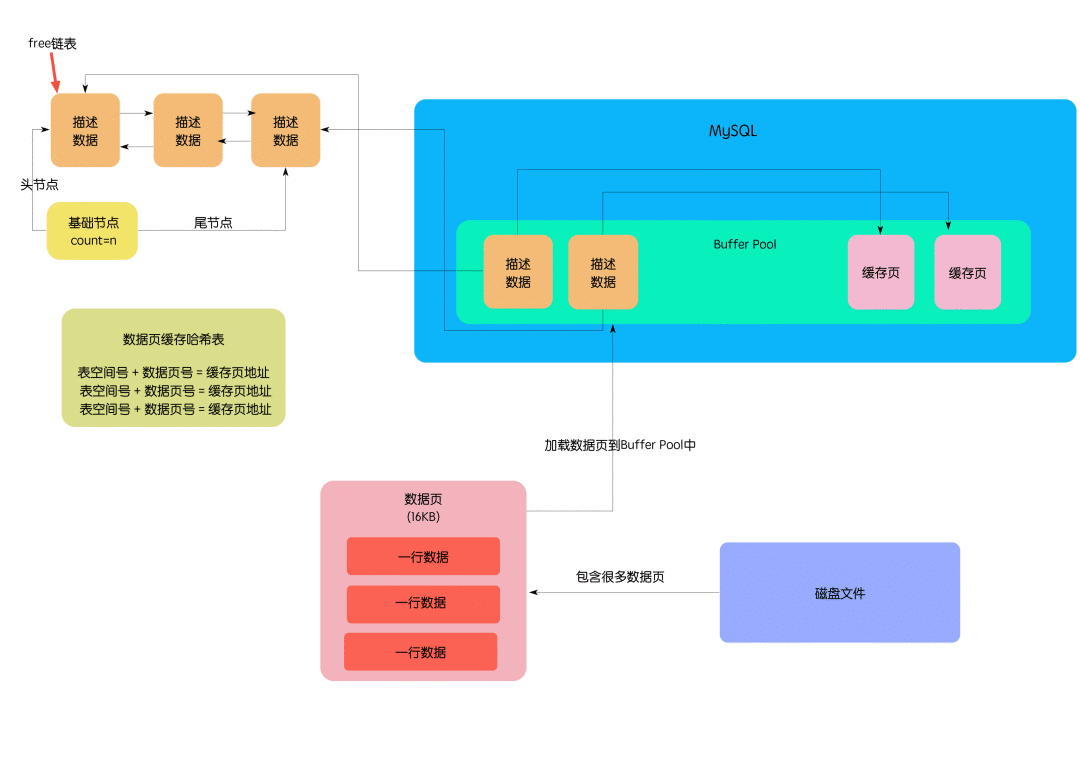 free链表
描述
数据
描述
数据
描述
数据
头节点
基础节点
count=n
尾节点
MySQL
Buffer Pool
描述
数据
描述
数据
缓存页
缓存页
数据页缓存哈希表
表空间号 + 数据页号 = 缓存页地址
表空间号 + 数据页号 = 缓存页地址
表空间号 + 数据页号 = 缓存页地址
加载数据页到Buffer Pool中
数据页
(16KB)
一行数据
一行数据
一行数据
包含很多数据页
磁盘文件